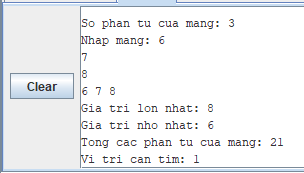 So phan tu cua mang: 3
Nhap mang: 6
7
8
6 7 8
Gia tri lon nhat: 8
Gia tri nho nhat: 6
Tong cac phan tu cua mang: 21
Vi tri can tim: 1
Clear